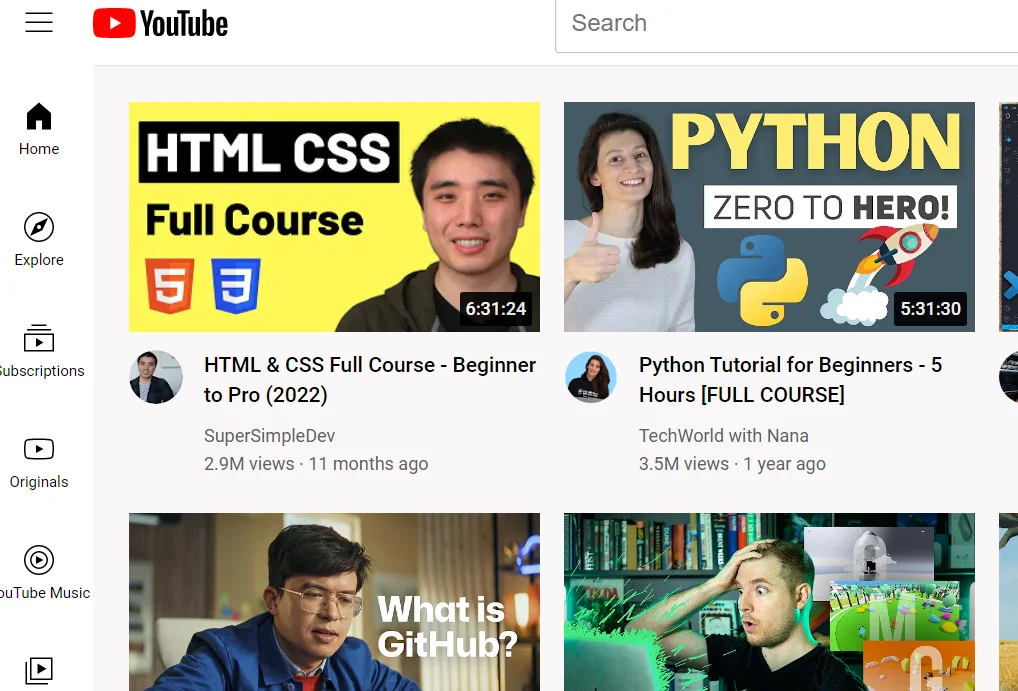 YouTube
Search
Home
Explore
ubscriptions
Originals
ouTube Music
HTML CSS
Full Course
5 3
6:31:24
PYTHON
ZERO TO HERO!
5:31:30
HTML & CSS Full Course - Beginner
to Pro (2022)
SuperSimpleDev
2.9M views · 11 months ago
Python Tutorial for Beginners - 5
Hours [FULL COURSE]
TechWorld with Nana
3.5M views · 1 year ago
What is
GitHub?
M
G